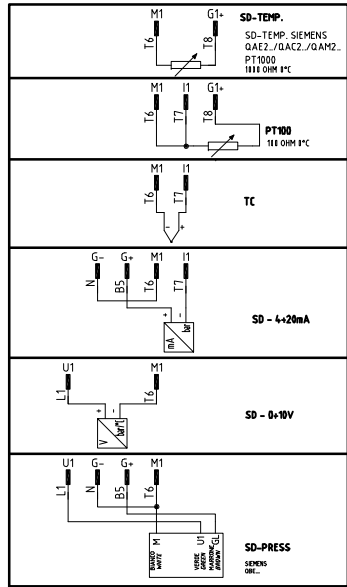 M1 G1+ SD-TEMP.
T6 T8
SD-TEMP. SIEMENS
QAE2../QAC2../QAM2..
PT1000
1000 OHM 0°C
M1 I1 G1+
T6 T7 T8
PT100
100 OHM 0°C
M1 I1
T6 T7
- +
TC
G- G+ M1 I1
N B5 T6 T7
+ -
mA bar
SD - 4÷20mA
U1 M1
L1 T6
+ -
V bar/°C
SD - 0÷10V
U1 G- G+ M1
L1 N B5 T6
M U1 GL
BIANCO WHITE
VERDE GREEN
MARRONE BROWN
SD-PRESS
SIEMENS
QBE..